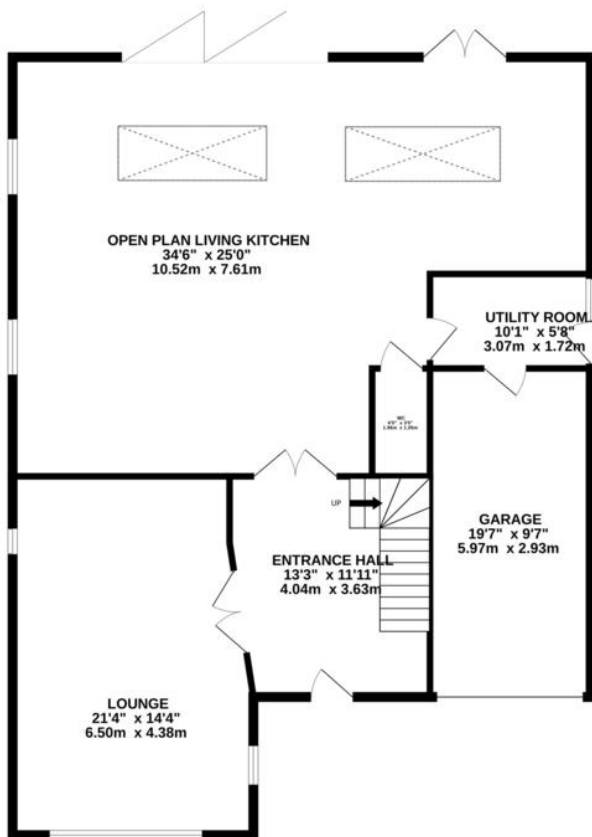 OPEN PLAN LIVING KITCHEN
34'6" x 25'0"
10.52m x 7.61m
UTILITY ROOM
10'1" x 5'8"
3.07m x 1.72m
WC
UP
GARAGE
19'7" x 9'7"
5.97m x 2.93m
ENTRANCE HALL
13'3" x 11'11"
4.04m x 3.63m
LOUNGE
21'4" x 14'4"
6.50m x 4.38m